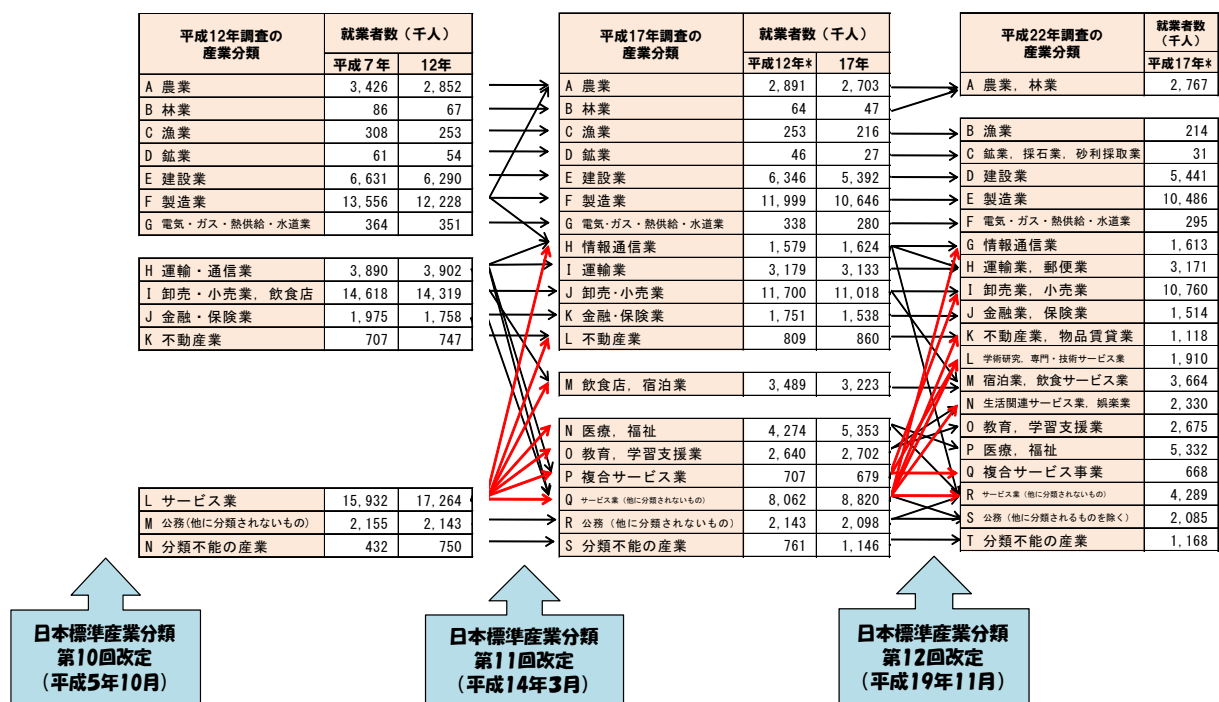 平成12年調査の
産業分類
就業者数（千人）
平成７年 12年
A 農業 3,426 2,852
B 林業 86 67
C 漁業 308 253
D 鉱業 61 54
E 建設業 6,631 6,290
F 製造業 13,556 12,228
G 電気・ガス・熱供給・水道業 364 351
H 運輸・通信業 3,890 3,902
I 卸売・小売業，飲食店 14,618 14,319
J 金融・保険業 1,975 1,758
K 不動産業 707 747
L サービス業 15,932 17,264
M 公務(他に分類されないもの) 2,155 2,143
N 分類不能の産業 432 750
平成17年調査の
産業分類
就業者数（千人）
平成12年* 17年
A 農業 2,891 2,703
B 林業 64 47
C 漁業 253 216
D 鉱業 46 27
E 建設業 6,346 5,392
F 製造業 11,999 10,646
G 電気・ガス・熱供給・水道業 338 280
H 情報通信業 1,579 1,624
I 運輸業 3,179 3,133
J 卸売・小売業 11,700 11,018
K 金融・保険業 1,751 1,538
L 不動産業 809 860
M 飲食店，宿泊業 3,489 3,223
N 医療，福祉 4,274 5,353
O 教育，学習支援業 2,640 2,702
P 複合サービス業 707 679
Q サービス業（他に分類されないもの） 8,062 8,820
R 公務（他に分類されないもの） 2,143 2,098
S 分類不能の産業 761 1,146
平成22年調査の
産業分類
就業者数
（千人）
平成17年*
A 農業，林業 2,767
B 漁業 214
C 鉱業，採石業，砂利採取業 31
D 建設業 5,441
E 製造業 10,486
F 電気・ガス・熱供給・水道業 295
G 情報通信業 1,613
H 運輸業，郵便業 3,171
I 卸売業，小売業 10,760
J 金融業，保険業 1,514
K 不動産業，物品賃貸業 1,118
L 学術研究，専門・技術サービス業 1,910
M 宿泊業，飲食サービス業 3,664
N 生活関連サービス業，娯楽業 2,330
O 教育，学習支援業 2,675
P 医療，福祉 5,332
Q 複合サービス事業 668
R サービス業（他に分類されないもの） 4,289
S 公務（他に分類されるものを除く） 2,085
T 分類不能の産業 1,168
日本標準産業分類
第10回改定
（平成5年10月）
日本標準産業分類
第11回改定
（平成14年3月）
日本標準産業分類
第12回改定
（平成19年11月）